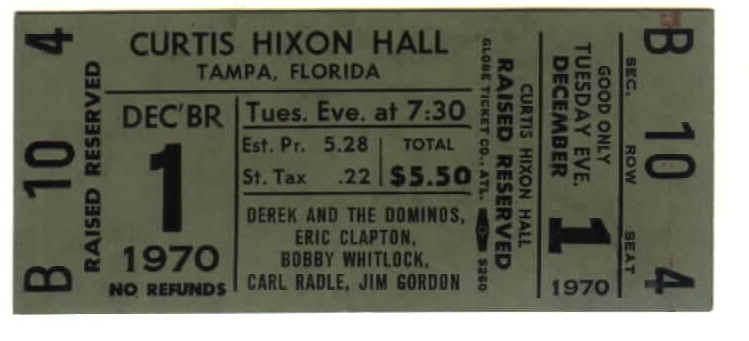 B 10 4
RAISED RESERVED
CURTIS HIXON HALL
TAMPA, FLORIDA
DEC'BR
1
1970
NO REFUNDS
Tues. Eve. at 7:30
Est. Pr. 5.28
St. Tax .22
TOTAL
$5.50
DEREK AND THE DOMINOS,
ERIC CLAPTON,
BOBBY WHITLOCK,
CARL RADLE, JIM GORDON
GLOBE TICKET CO., ATL. $260
RAISED RESERVED
CURTIS HIXON HALL
GOOD ONLY
TUESDAY EVE.
DECEMBER
1
1970
SEC. ROW SEAT
B 10 4